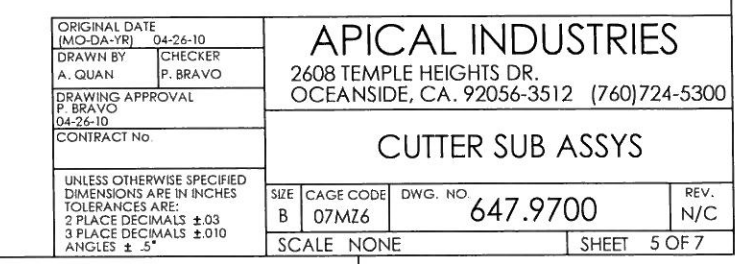 ORIGINAL DATE
(MO-DA-YR) 04-26-10
DRAWN BY
A. QUAN
CHECKER
P. BRAVO
DRAWING APPROVAL
P. BRAVO
04-26-10
CONTRACT No.
UNLESS OTHERWISE SPECIFIED
DIMENSIONS ARE IN INCHES
TOLERANCES ARE:
2 PLACE DECIMALS ±.03
3 PLACE DECIMALS ±.010
ANGLES ± .5°
APICAL INDUSTRIES
2608 TEMPLE HEIGHTS DR.
OCEANSIDE, CA. 92056-3512 (760)724-5300
CUTTER SUB ASSYS
SIZE
B
CAGE CODE
07MZ6
DWG. NO.
647.9700
REV.
N/C
SCALE NONE
SHEET 5 OF 7